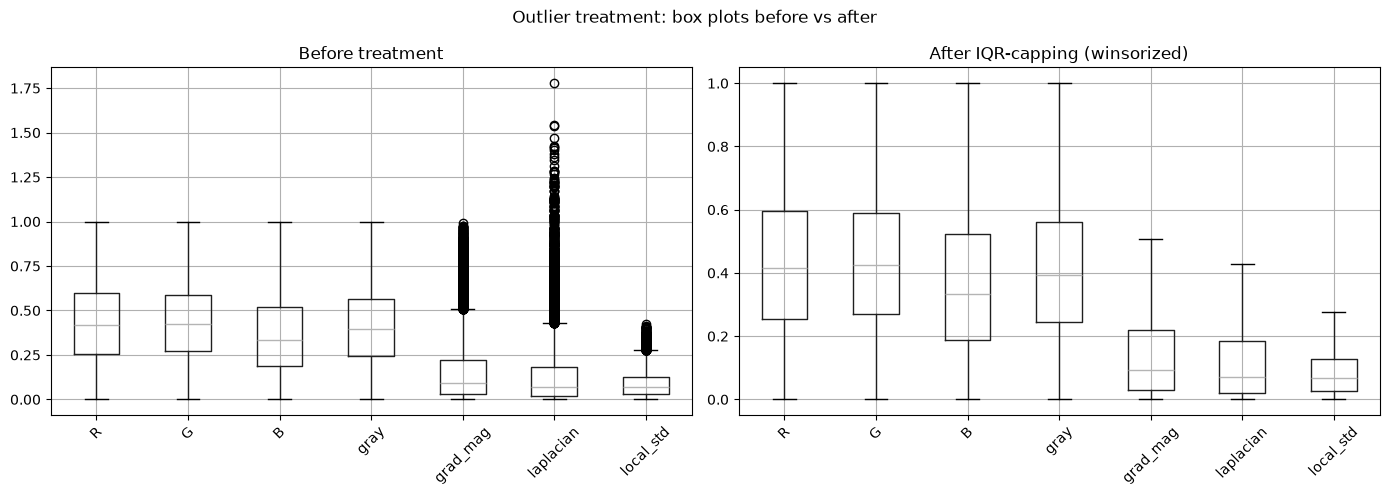 Outlier treatment: box plots before vs after
Before treatment
1.75
1.50
1.25
1.00
0.75
0.50
0.25
0.00
R
G
B
gray
grad_mag
laplacian
local_std
After IQR-capping (winsorized)
1.0
0.8
0.6
0.4
0.2
0.0
R
G
B
gray
grad_mag
laplacian
local_std